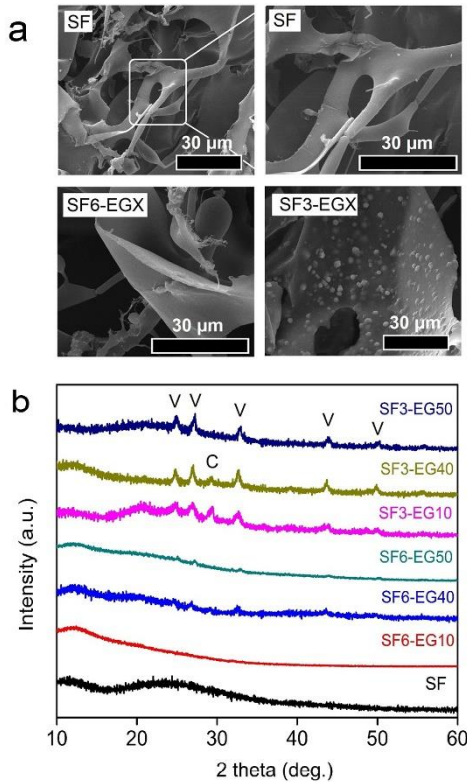 a
SF
30 µm
SF
30 µm
SF6-EGX
30 µm
SF3-EGX
30 µm
b
V V V V V
SF3-EG50
C
SF3-EG40
SF3-EG10
SF6-EG50
SF6-EG40
SF6-EG10
SF
Intensity (a.u.)
10 20 30 40 50 60
2 theta (deg.)